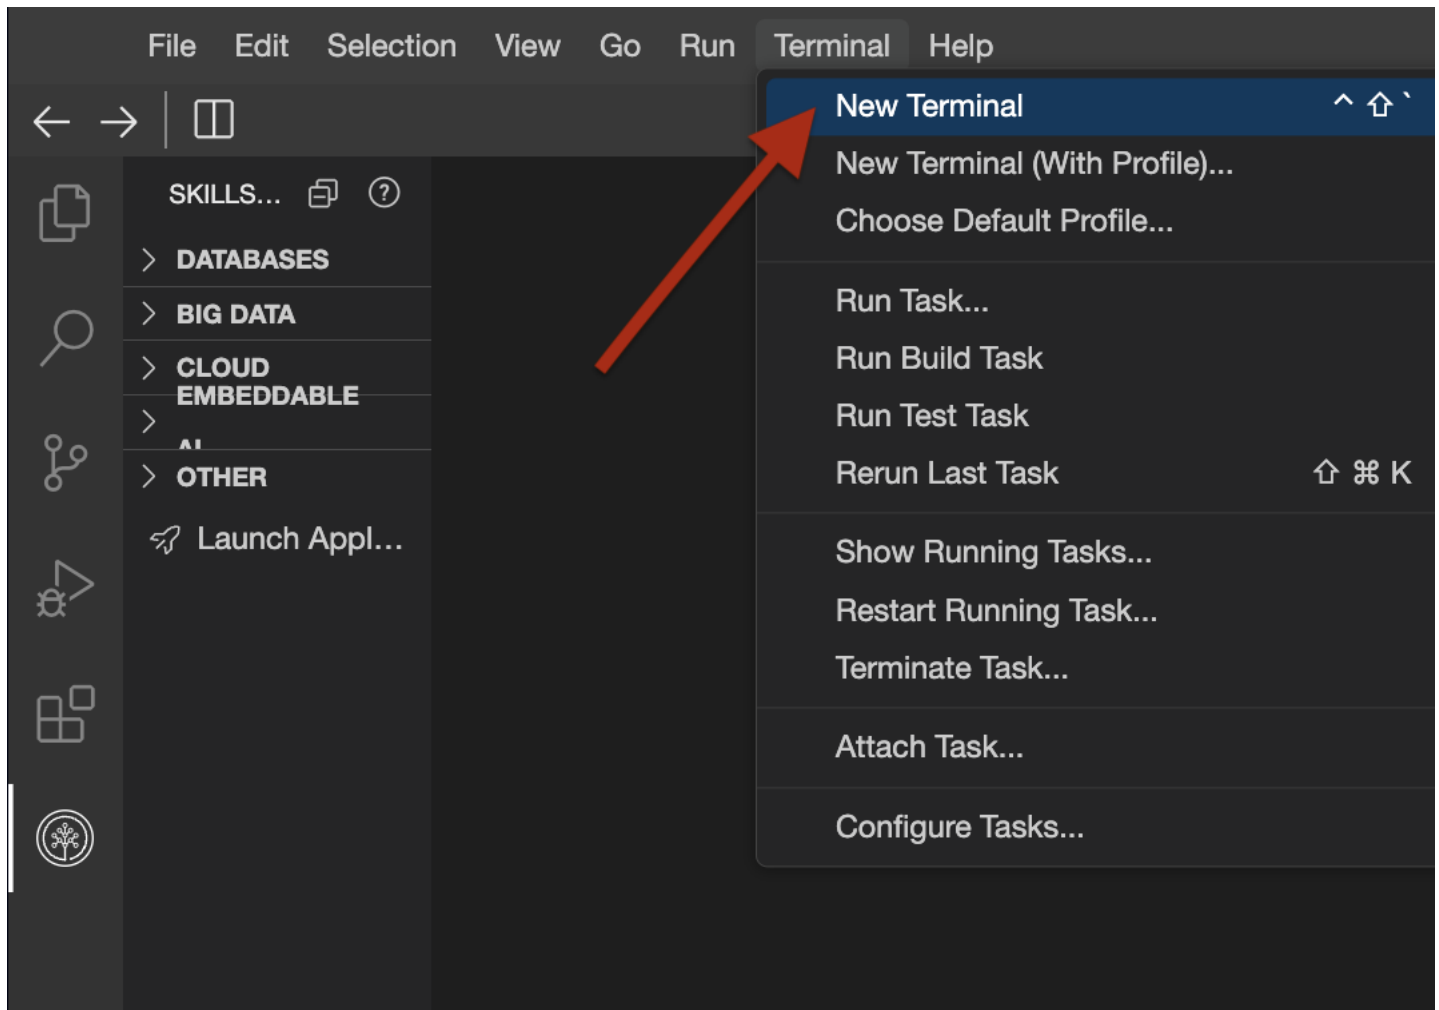 File Edit Selection View Go Run Terminal Help
New Terminal ^ ⇧ `
New Terminal (With Profile)...
Choose Default Profile...
Run Task...
Run Build Task
Run Test Task
Rerun Last Task ⇧ ⌘ K
Show Running Tasks...
Restart Running Task...
Terminate Task...
Attach Task...
Configure Tasks...
SKILLS...
DATABASES
BIG DATA
CLOUD
EMBEDDABLE
AI
OTHER
Launch Appl...